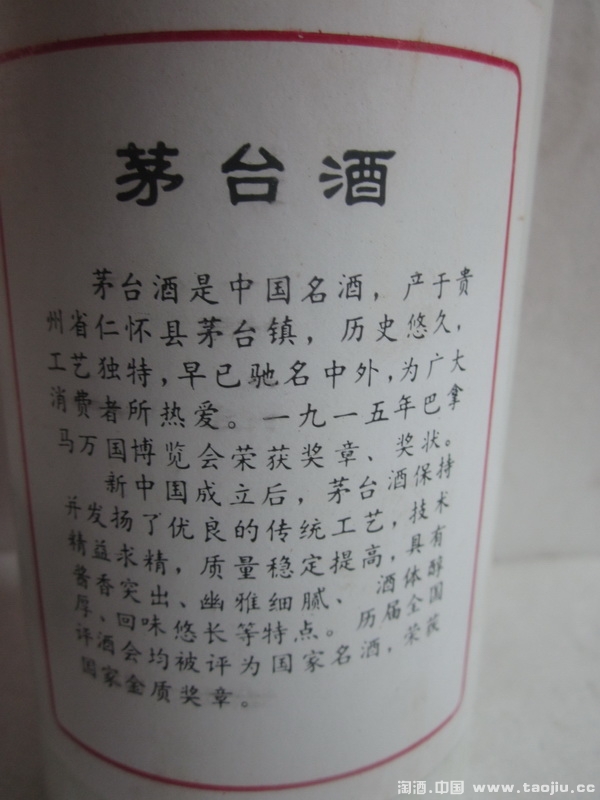 茅台酒
茅台酒是中国名酒，产于贵
州省仁怀县茅台镇，历史悠久，
工艺独特，早已驰名中外，为广大
消费者所热爱。一九一五年巴拿
马万国博览会荣获奖章、奖状。
新中国成立后，茅台酒保持
并发扬了优良的传统工艺，技术
精益求精，质量稳定提高，具有
酱香突出、幽雅细腻、酒体醇
厚、回味悠长等特点。历届全国
评酒会均被评为国家名酒，荣获
国家金质奖章。
淘酒.中国 www.taojiu.cc